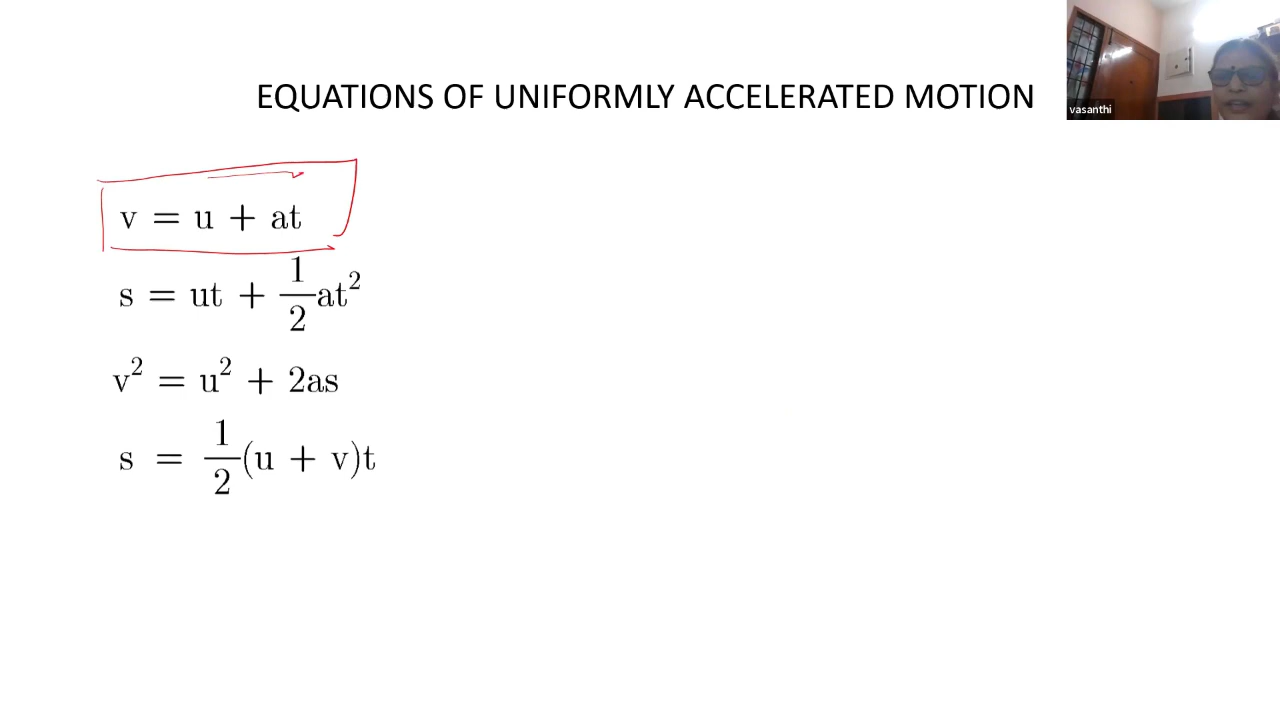 EQUATIONS OF UNIFORMLY ACCELERATED MOTION
vasanthi
v = u + at
s = ut + 1/2 at²
v² = u² + 2as
s = 1/2 (u + v)t